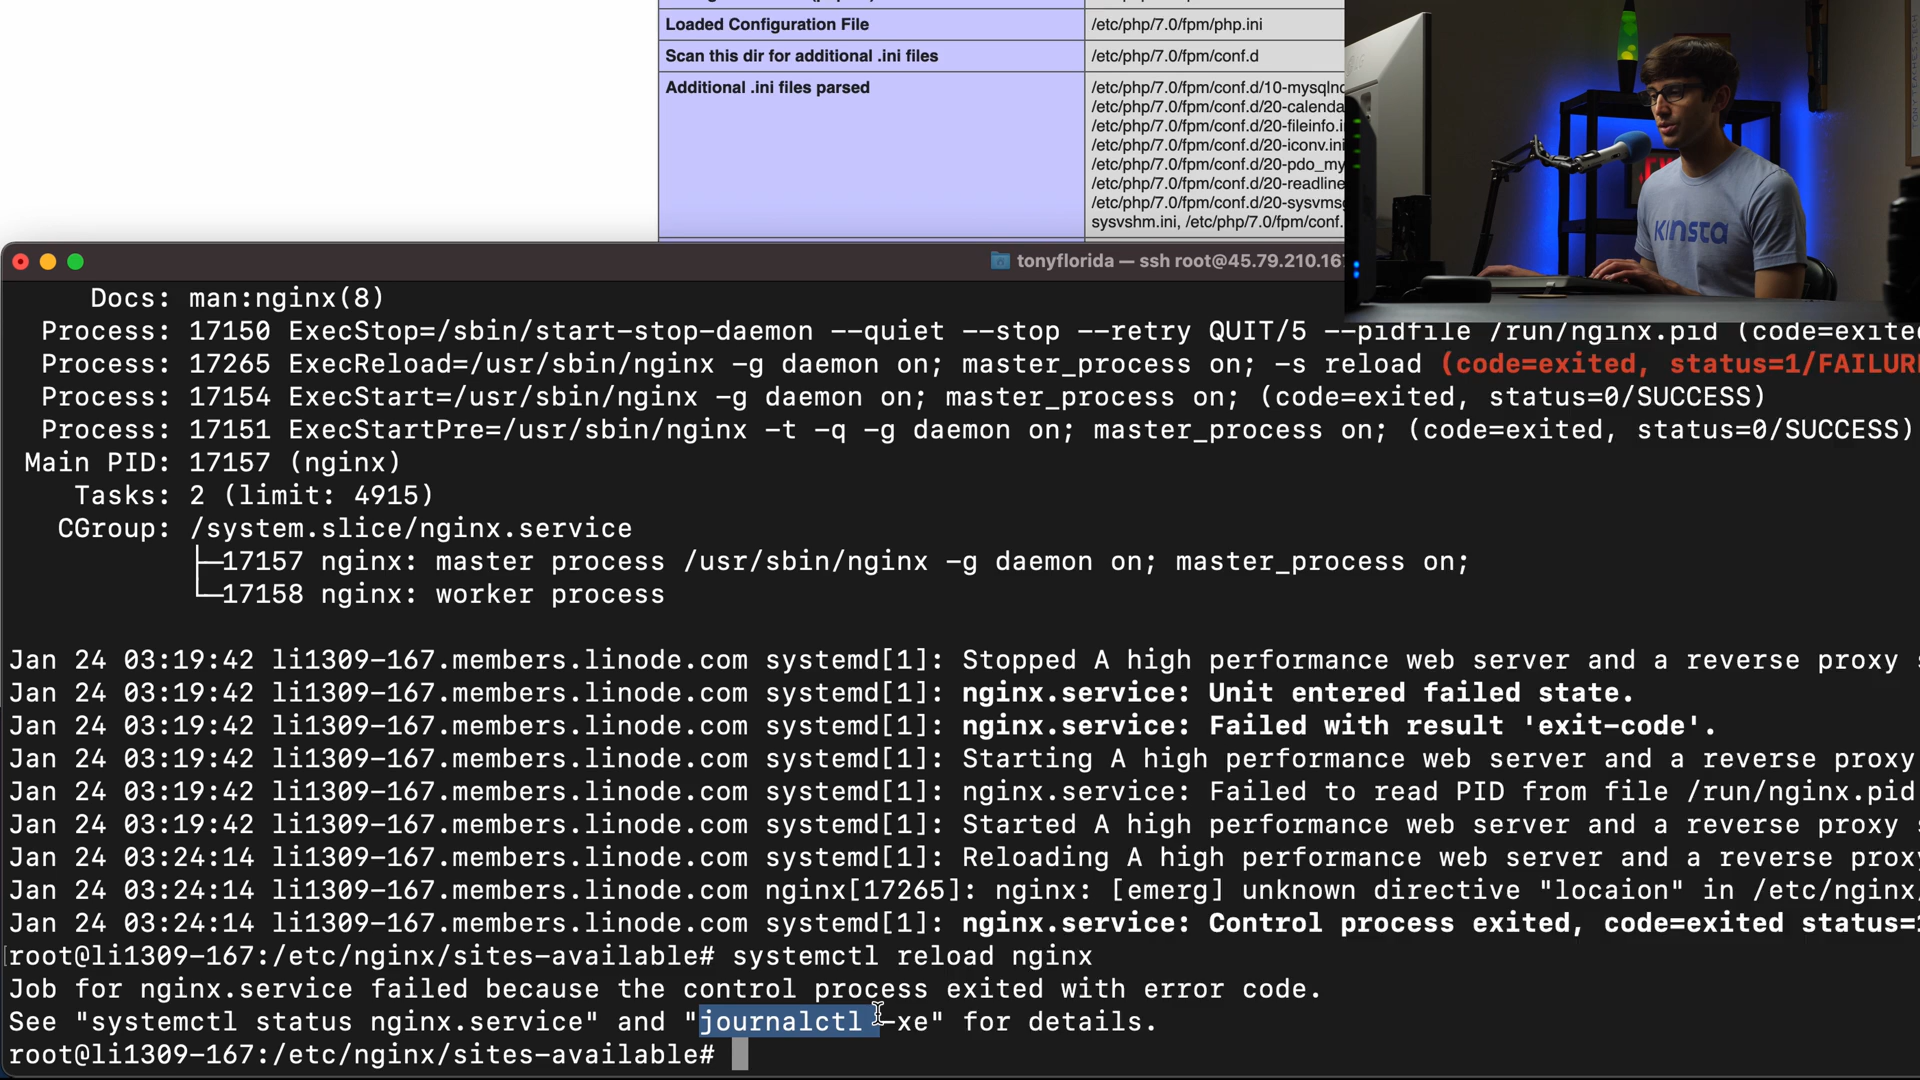 Loaded Configuration File /etc/php/7.0/fpm/php.ini
Scan this dir for additional .ini files /etc/php/7.0/fpm/conf.d
Additional .ini files parsed /etc/php/7.0/fpm/conf.d/10-mysqlnd
/etc/php/7.0/fpm/conf.d/20-calenda
/etc/php/7.0/fpm/conf.d/20-fileinfo.i
/etc/php/7.0/fpm/conf.d/20-iconv.ini
/etc/php/7.0/fpm/conf.d/20-pdo_my
/etc/php/7.0/fpm/conf.d/20-readline
/etc/php/7.0/fpm/conf.d/20-sysvmsg
sysvshm.ini, /etc/php/7.0/fpm/conf.
KINSTA
tonyflorida — ssh root@45.79.210.167
Docs: man:nginx(8)
Process: 17150 ExecStop=/sbin/start-stop-daemon --quiet --stop --retry QUIT/5 --pidfile /run/nginx.pid (code=exited
Process: 17265 ExecReload=/usr/sbin/nginx -g daemon on; master_process on; -s reload (code=exited, status=1/FAILUR
Process: 17154 ExecStart=/usr/sbin/nginx -g daemon on; master_process on; (code=exited, status=0/SUCCESS)
Process: 17151 ExecStartPre=/usr/sbin/nginx -t -q -g daemon on; master_process on; (code=exited, status=0/SUCCESS)
Main PID: 17157 (nginx)
Tasks: 2 (limit: 4915)
CGroup: /system.slice/nginx.service
├─17157 nginx: master process /usr/sbin/nginx -g daemon on; master_process on;
└─17158 nginx: worker process
Jan 24 03:19:42 li1309-167.members.linode.com systemd[1]: Stopped A high performance web server and a reverse proxy s
Jan 24 03:19:42 li1309-167.members.linode.com systemd[1]: nginx.service: Unit entered failed state.
Jan 24 03:19:42 li1309-167.members.linode.com systemd[1]: nginx.service: Failed with result 'exit-code'.
Jan 24 03:19:42 li1309-167.members.linode.com systemd[1]: Starting A high performance web server and a reverse proxy
Jan 24 03:19:42 li1309-167.members.linode.com systemd[1]: nginx.service: Failed to read PID from file /run/nginx.pid
Jan 24 03:19:42 li1309-167.members.linode.com systemd[1]: Started A high performance web server and a reverse proxy s
Jan 24 03:24:14 li1309-167.members.linode.com systemd[1]: Reloading A high performance web server and a reverse proxy
Jan 24 03:24:14 li1309-167.members.linode.com nginx[17265]: nginx: [emerg] unknown directive "locaion" in /etc/nginx
Jan 24 03:24:14 li1309-167.members.linode.com systemd[1]: nginx.service: Control process exited, code=exited status=1
root@li1309-167:/etc/nginx/sites-available# systemctl reload nginx
Job for nginx.service failed because the control process exited with error code.
See "systemctl status nginx.service" and "journalctl -xe" for details.
root@li1309-167:/etc/nginx/sites-available#